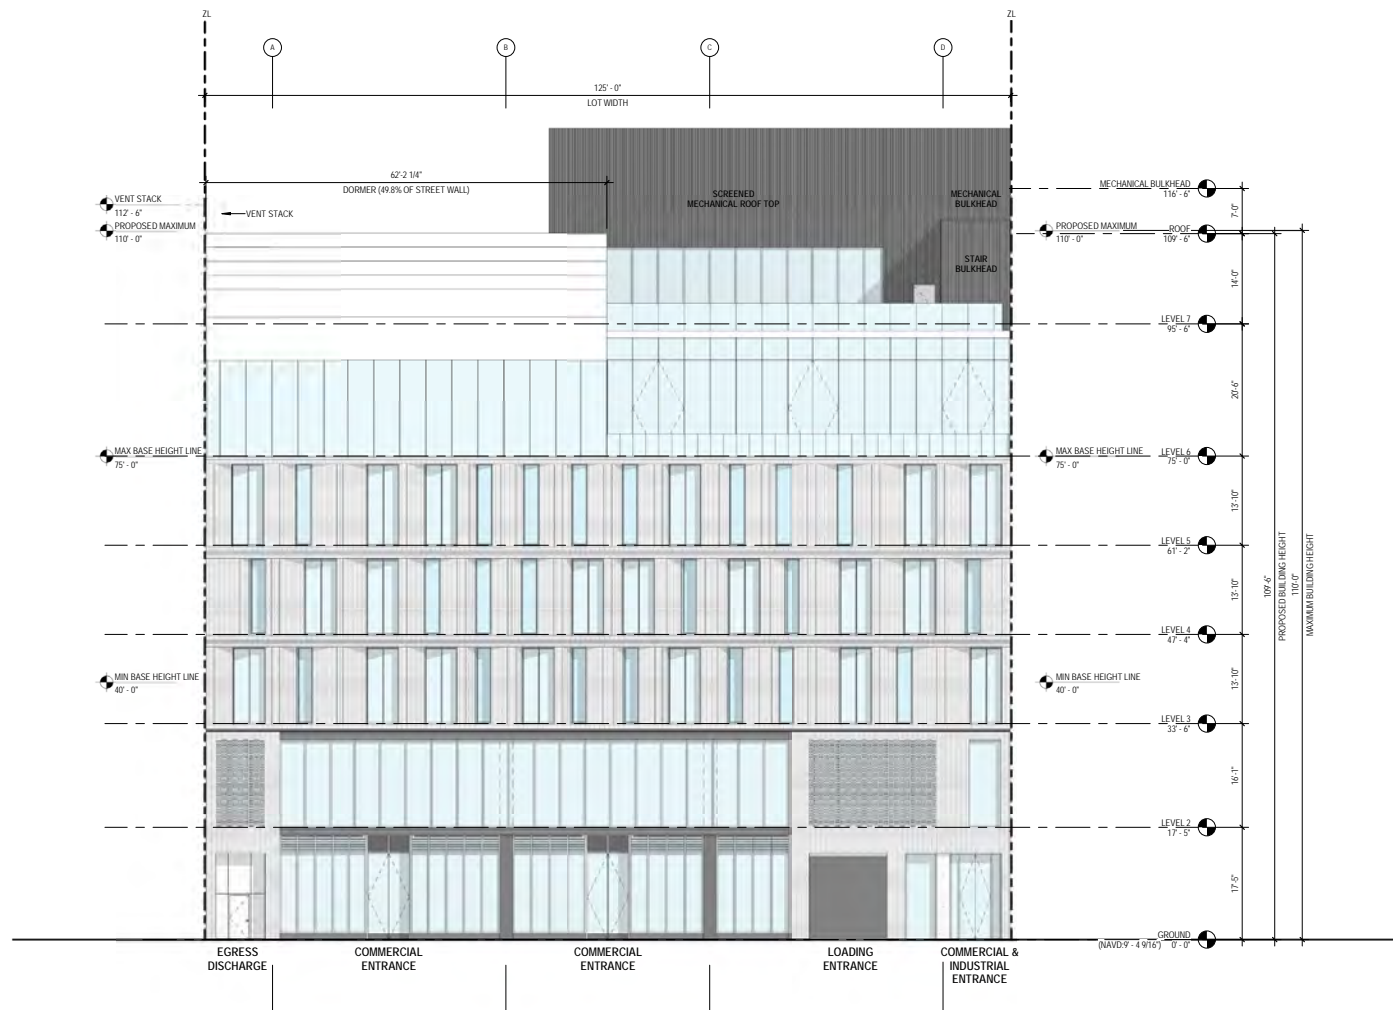 ZL
ZL
A
B
C
D
125' - 0"
LOT WIDTH
62'-2 1/4"
DORMER (49.8% OF STREET WALL)
SCREENED
MECHANICAL ROOF TOP
MECHANICAL
BULKHEAD
STAIR
BULKHEAD
VENT STACK
112' - 6"
VENT STACK
PROPOSED MAXIMUM
110' - 0"
MAX BASE HEIGHT LINE
75' - 0"
MIN BASE HEIGHT LINE
40' - 0"
MECHANICAL BULKHEAD
116' - 6"
PROPOSED MAXIMUM
110' - 0"
ROOF
109' - 6"
LEVEL 7
95' - 6"
MAX BASE HEIGHT LINE
75' - 0"
LEVEL 6
75' - 0"
LEVEL 5
61' - 2"
LEVEL 4
47' - 4"
MIN BASE HEIGHT LINE
40' - 0"
LEVEL 3
33' - 6"
LEVEL 2
17' - 5"
GROUND
(NAVD:9' - 4 9/16") 0' - 0"
7'-0"
14'-0"
20'-6"
13'-10"
13'-10"
13'-10"
16'-1"
17'-5"
109'-6"
PROPOSED BUILDING HEIGHT
110'-0"
MAXIMUM BUILDING HEIGHT
EGRESS
DISCHARGE
COMMERCIAL
ENTRANCE
COMMERCIAL
ENTRANCE
LOADING
ENTRANCE
COMMERCIAL &
INDUSTRIAL
ENTRANCE